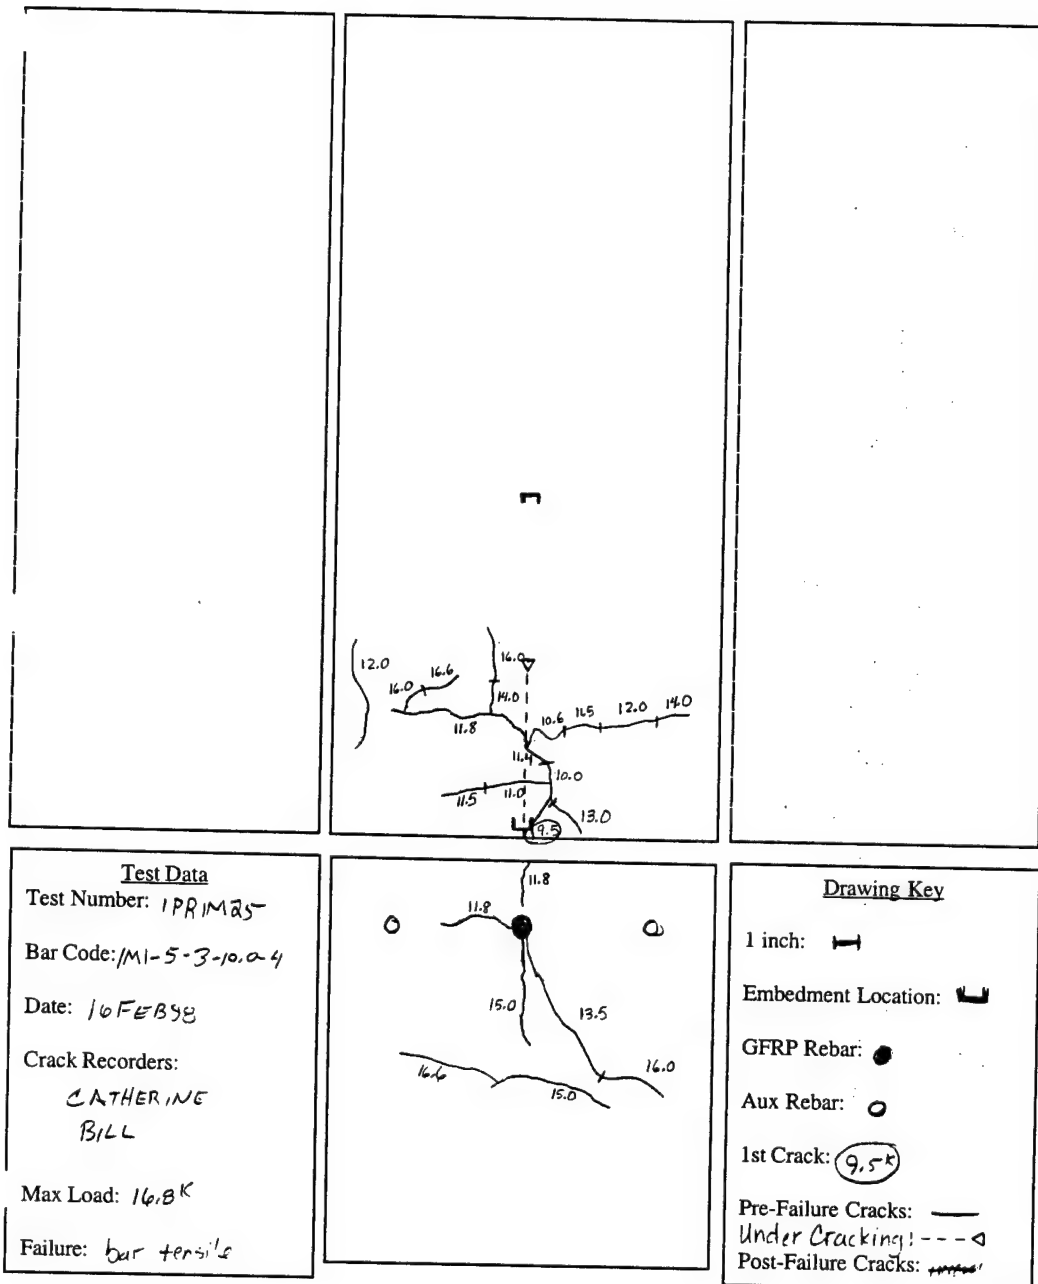 12.0
16.0
16.6
16.0
14.0
11.8
10.6
11.5
12.0
14.0
11.4
10.0
11.5
11.0
13.0
9.5
Test Data
Test Number: 1PRIM25
Bar Code: 1M1-5-3-10.0-4
Date: 16FEB98
Crack Recorders:
CATHERINE
BILL
Max Load: 16.8K
Failure: bar tensile
11.8
11.8
15.0
13.5
16.6
15.0
16.0
Drawing Key
1 inch:
Embedment Location:
GFRP Rebar:
Aux Rebar:
1st Crack: 9.5K
Pre-Failure Cracks:
Under Cracking:
Post-Failure Cracks: